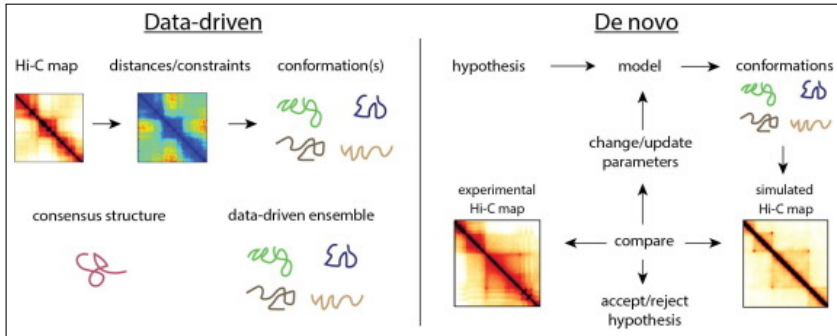 Data-driven
Hi-C map
distances/constraints
conformation(s)
consensus structure
data-driven ensemble
De novo
hypothesis
model
conformations
change/update
parameters
experimental
Hi-C map
simulated
Hi-C map
compare
accept/reject
hypothesis